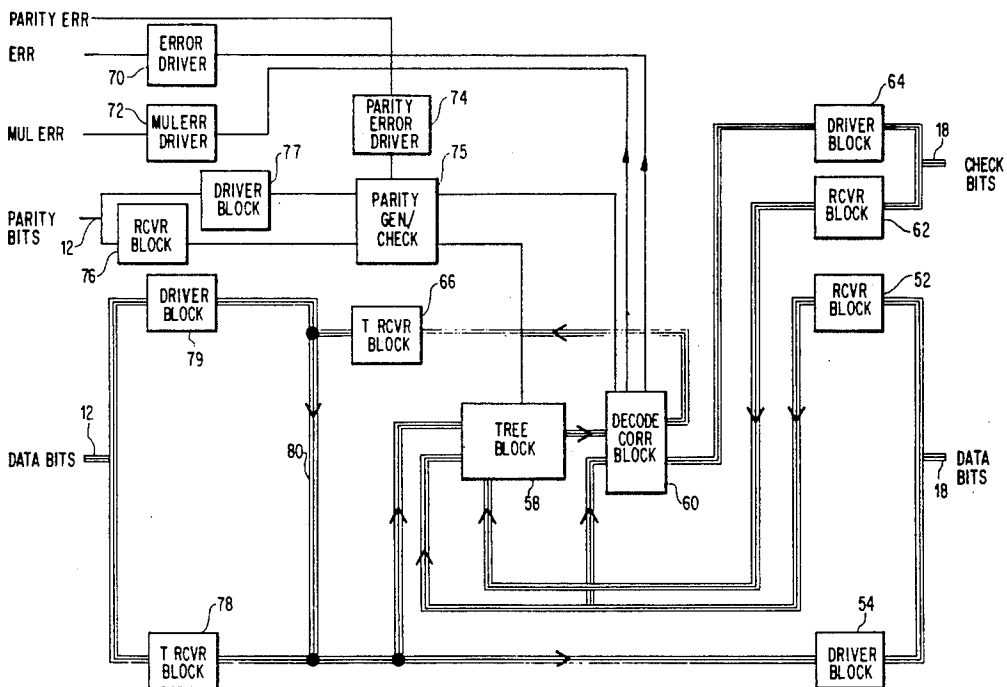 PARITY ERR
ERR
ERROR
DRIVER
70
72
MUL ERR
MULERR
DRIVER
PARITY
ERROR
DRIVER
74
75
77
PARITY
BITS
12
DRIVER
BLOCK
RCVR
BLOCK
76
PARITY
GEN/
CHECK
64
DRIVER
BLOCK
18
CHECK
BITS
RCVR
BLOCK
62
DRIVER
BLOCK
79
66
T RCVR
BLOCK
52
RCVR
BLOCK
12
DATA BITS
80
TREE
BLOCK
58
DECODE
CORR
BLOCK
60
DATA
BITS
18
78
T RCVR
BLOCK
54
DRIVER
BLOCK